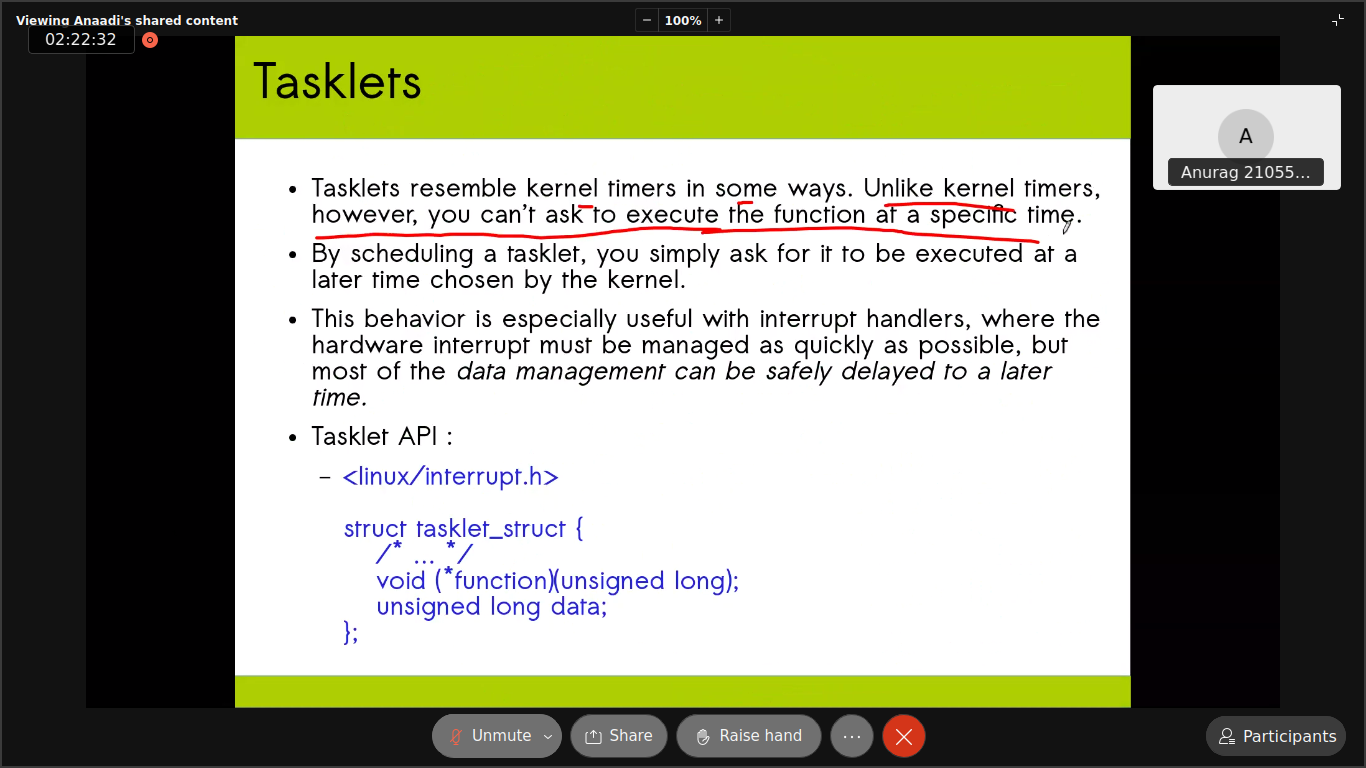 Viewing Anaadi's shared content
− 100% +
02:22:32
Tasklets
A
Anurag 21055...
• Tasklets resemble kernel timers in some ways. Unlike kernel timers,
however, you can’t ask to execute the function at a specific time.
• By scheduling a tasklet, you simply ask for it to be executed at a
later time chosen by the kernel.
• This behavior is especially useful with interrupt handlers, where the
hardware interrupt must be managed as quickly as possible, but
most of the data management can be safely delayed to a later
time.
• Tasklet API :
– <linux/interrupt.h>
struct tasklet_struct {
/* ... */
void (*function)(unsigned long);
unsigned long data;
};
Unmute Share Raise hand ... Participants